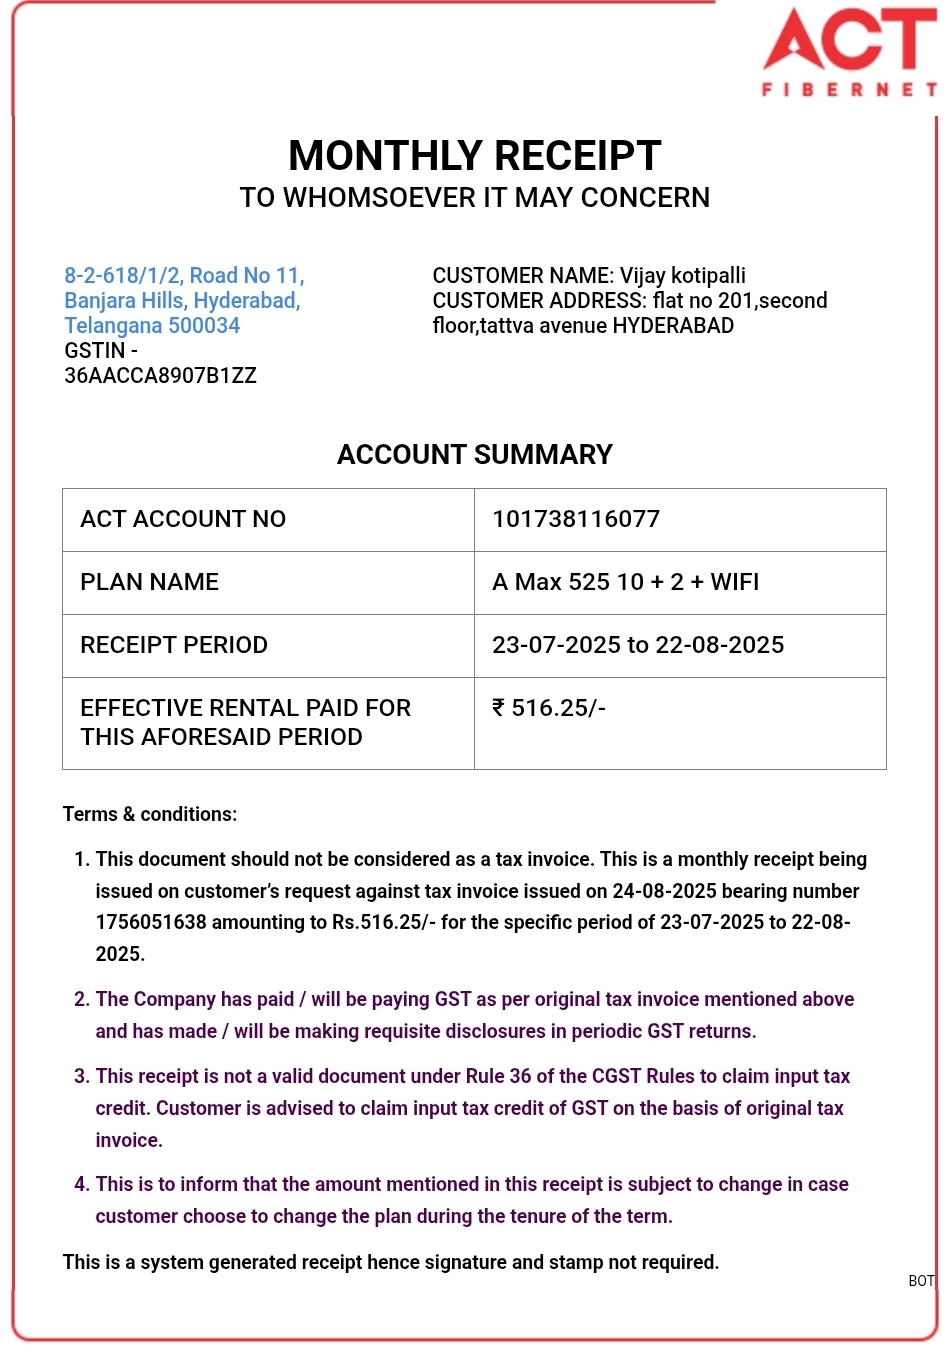 ACT
FIBERNET
MONTHLY RECEIPT
TO WHOMSOEVER IT MAY CONCERN
8-2-618/1/2, Road No 11,
Banjara Hills, Hyderabad,
Telangana 500034
GSTIN -
36AACCA8907B1ZZ
CUSTOMER NAME: Vijay kotipalli
CUSTOMER ADDRESS: flat no 201,second
floor,tattva avenue HYDERABAD
ACCOUNT SUMMARY
ACT ACCOUNT NO 101738116077
PLAN NAME A Max 525 10 + 2 + WIFI
RECEIPT PERIOD 23-07-2025 to 22-08-2025
EFFECTIVE RENTAL PAID FOR ₹ 516.25/-
THIS AFORESAID PERIOD
Terms & conditions:
1. This document should not be considered as a tax invoice. This is a monthly receipt being
issued on customer’s request against tax invoice issued on 24-08-2025 bearing number
1756051638 amounting to Rs.516.25/- for the specific period of 23-07-2025 to 22-08-
2025.
2. The Company has paid / will be paying GST as per original tax invoice mentioned above
and has made / will be making requisite disclosures in periodic GST returns.
3. This receipt is not a valid document under Rule 36 of the CGST Rules to claim input tax
credit. Customer is advised to claim input tax credit of GST on the basis of original tax
invoice.
4. This is to inform that the amount mentioned in this receipt is subject to change in case
customer choose to change the plan during the tenure of the term.
This is a system generated receipt hence signature and stamp not required.
BOT